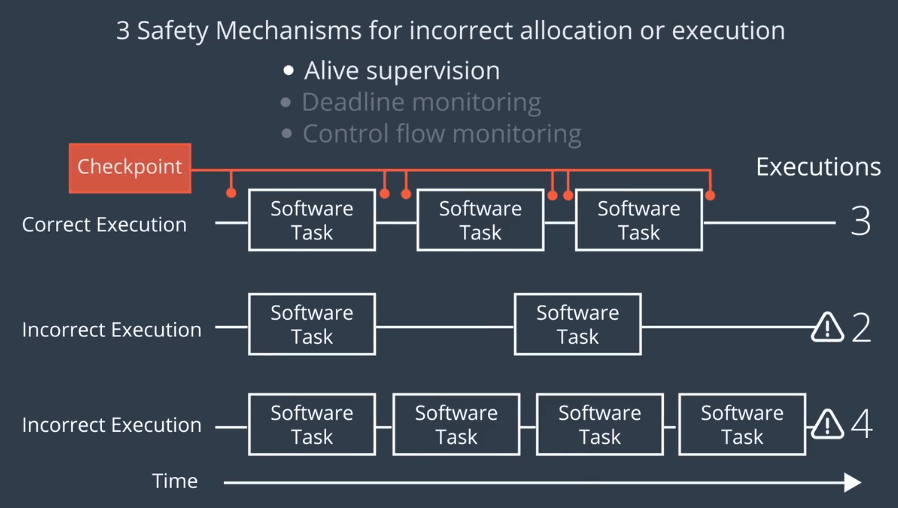 3 Safety Mechanisms for incorrect allocation or execution
• Alive supervision
• Deadline monitoring
• Control flow monitoring
Checkpoint
Executions
Correct Execution
Software
Task
Software
Task
Software
Task
3
Incorrect Execution
Software
Task
Software
Task
2
Incorrect Execution
Software
Task
Software
Task
Software
Task
Software
Task
4
Time